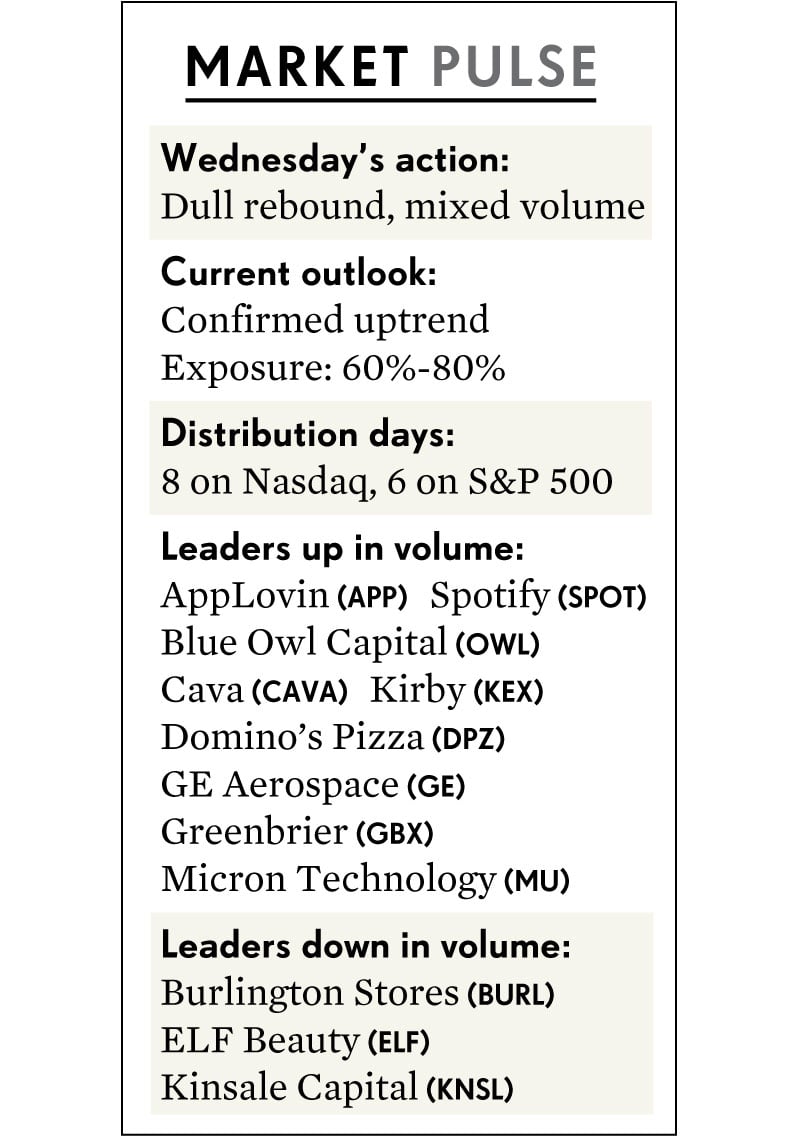 MARKET PULSE
Wednesday’s action:
Dull rebound, mixed volume
Current outlook:
Confirmed uptrend
Exposure: 60%-80%
Distribution days:
8 on Nasdaq, 6 on S&P 500
Leaders up in volume:
AppLovin (APP) Spotify (SPOT)
Blue Owl Capital (OWL)
Cava (CAVA) Kirby (KEX)
Domino’s Pizza (DPZ)
GE Aerospace (GE)
Greenbrier (GBX)
Micron Technology (MU)
Leaders down in volume:
Burlington Stores (BURL)
ELF Beauty (ELF)
Kinsale Capital (KNSL)